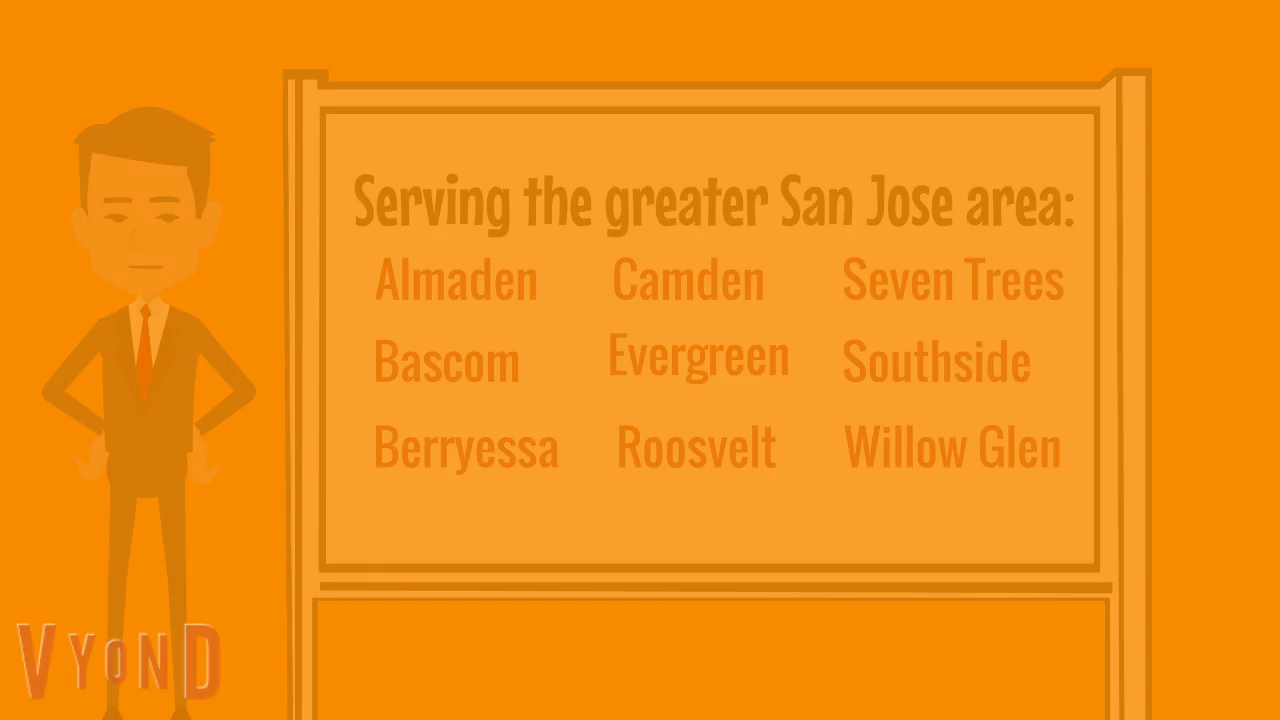 Serving the greater San Jose area:
Almaden Camden Seven Trees
Bascom Evergreen Southside
Berryessa Roosvelt Willow Glen
VYOND